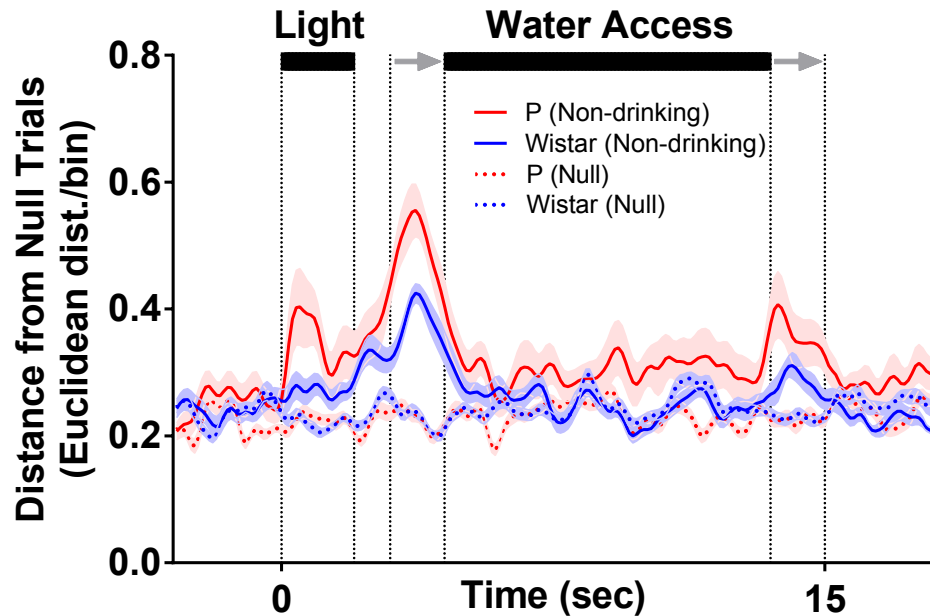 Light Water Access
0.8
0.6
0.4
0.2
0.0
Distance from Null Trials
(Euclidean dist./bin)
P (Non-drinking)
Wistar (Non-drinking)
P (Null)
Wistar (Null)
0 Time (sec) 15